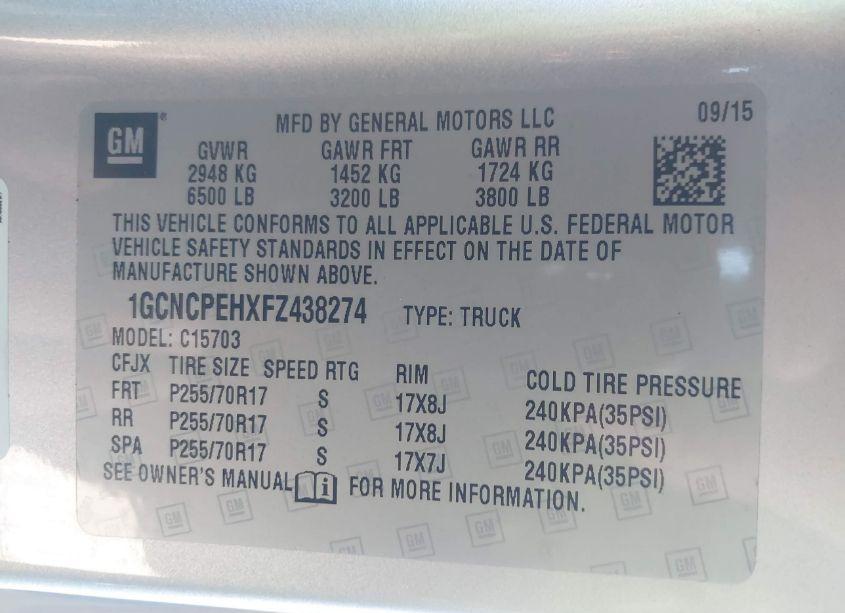 GM
MFD BY GENERAL MOTORS LLC 09/15
GVWR GAWR FRT GAWR RR
2948 KG 1452 KG 1724 KG
6500 LB 3200 LB 3800 LB
THIS VEHICLE CONFORMS TO ALL APPLICABLE U.S. FEDERAL MOTOR
VEHICLE SAFETY STANDARDS IN EFFECT ON THE DATE OF
MANUFACTURE SHOWN ABOVE.
1GCNCPEHXFZ438274 TYPE: TRUCK
MODEL: C15703
CFJX TIRE SIZE SPEED RTG RIM COLD TIRE PRESSURE
FRT P255/70R17 S 17X8J 240KPA(35PSI)
RR P255/70R17 S 17X8J 240KPA(35PSI)
SPA P255/70R17 S 17X7J 240KPA(35PSI)
SEE OWNER'S MANUAL i FOR MORE INFORMATION.